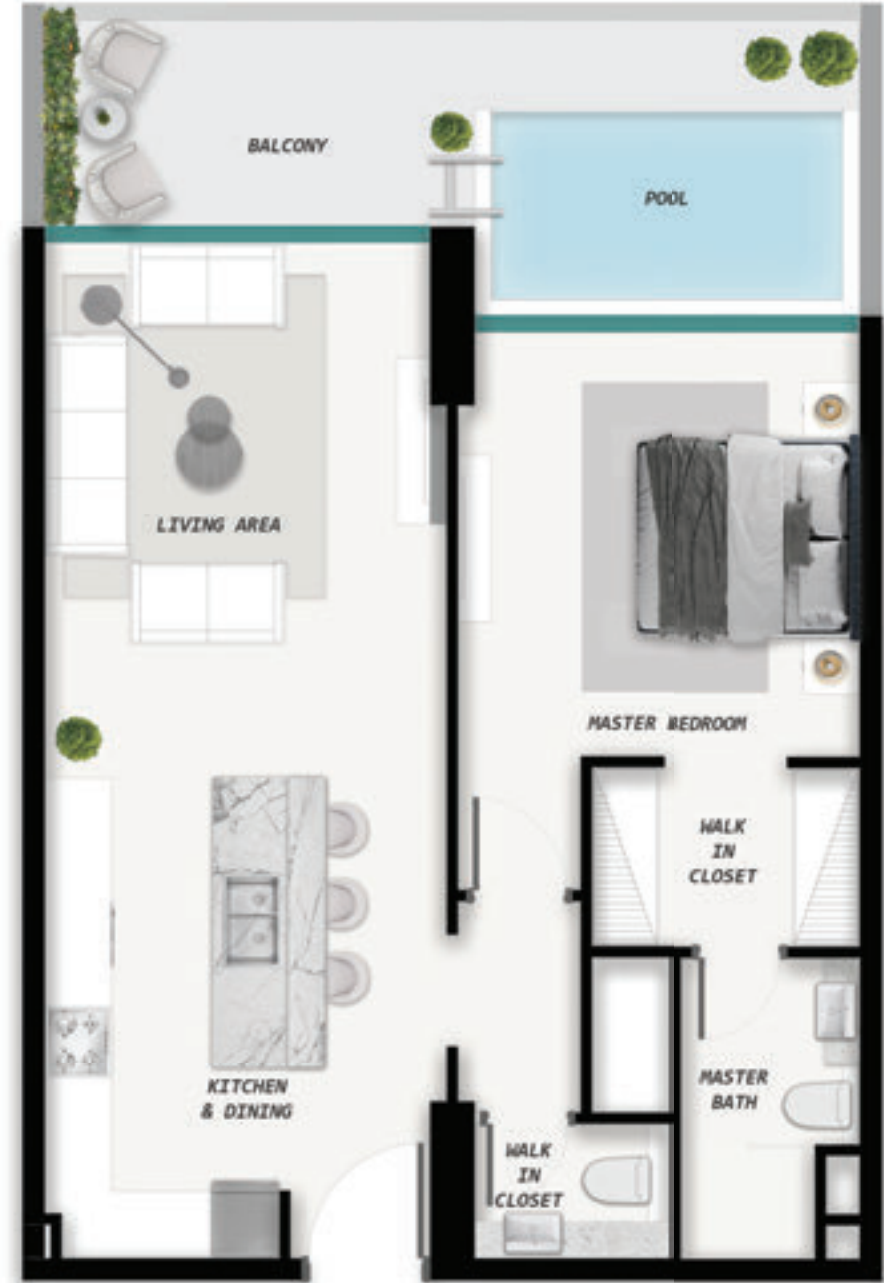 BALCONY
POOL
LIVING AREA
MASTER BEDROOM
WALK
IN
CLOSET
KITCHEN
& DINING
MASTER
BATH
WALK
IN
CLOSET